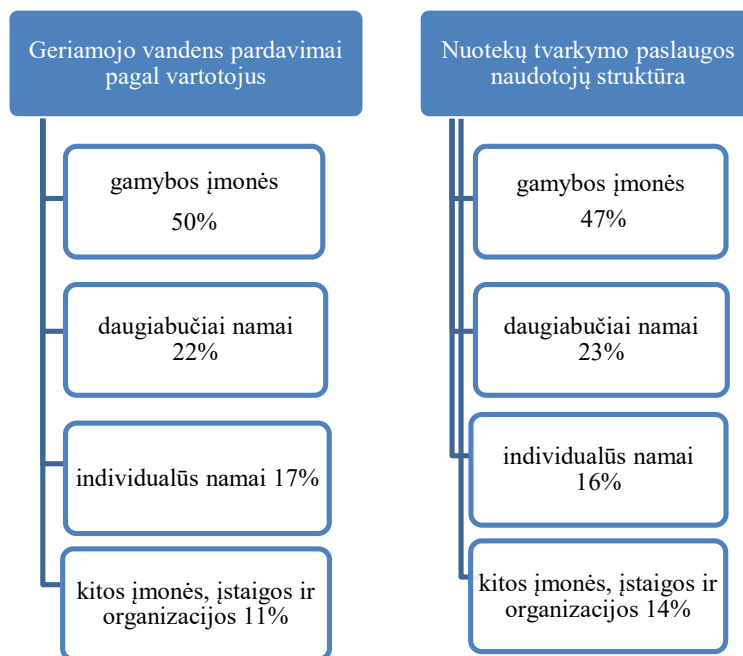 Geriamojo vandens pardavimai
pagal vartotojus
gamybos įmonės
50%
daugiabučiai namai
22%
individualūs namai 17%
kitos įmonės, įstaigos ir
organizacijos 11%
Nuotekų tvarkymo paslaugos
naudotojų struktūra
gamybos įmonės
47%
daugiabučiai namai
23%
individualūs namai
16%
kitos įmonės, įstaigos ir
organizacijos 14%